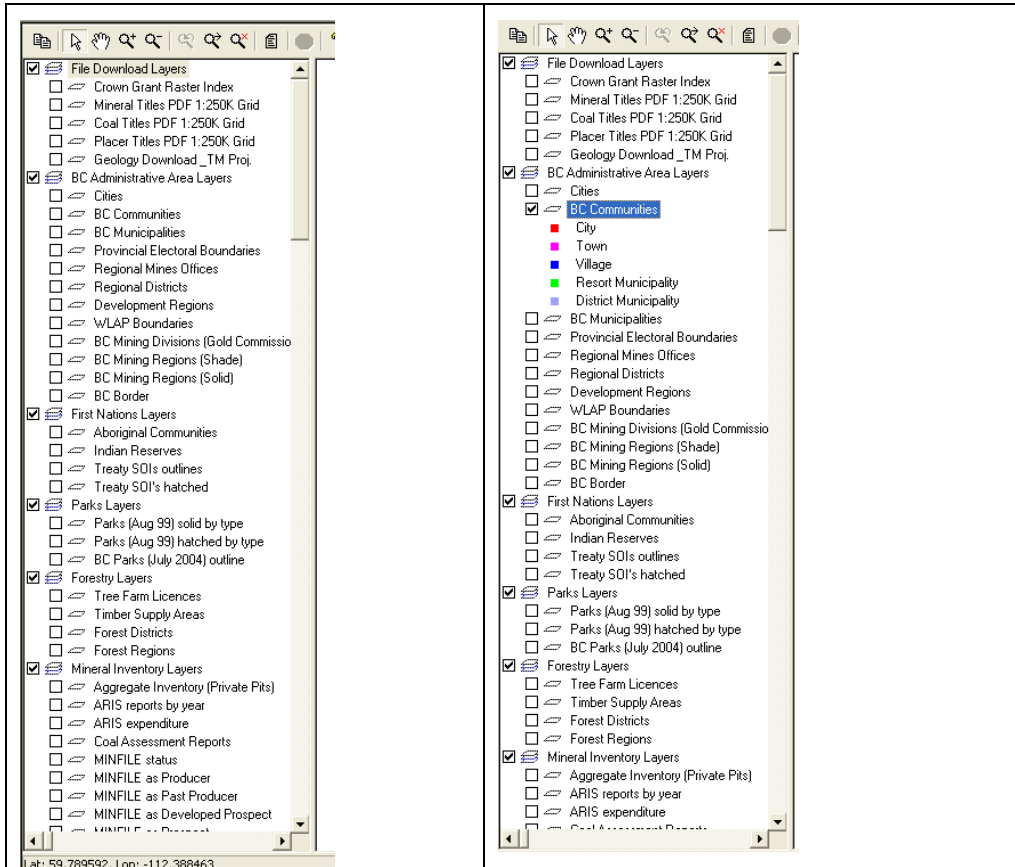 File Download Layers
Crown Grant Raster Index
Mineral Titles PDF 1:250K Grid
Coal Titles PDF 1:250K Grid
Placer Titles PDF 1:250K Grid
Geology Download _TM Proj.
BC Administrative Area Layers
Cities
BC Communities
BC Municipalities
Provincial Electoral Boundaries
Regional Mines Offices
Regional Districts
Development Regions
WLAP Boundaries
BC Mining Divisions (Gold Commissio
BC Mining Regions (Shade)
BC Mining Regions (Solid)
BC Border
First Nations Layers
Aboriginal Communities
Indian Reserves
Treaty SOIs outlines
Treaty SOI's hatched
Parks Layers
Parks (Aug 99) solid by type
Parks (Aug 99) hatched by type
BC Parks (July 2004) outline
Forestry Layers
Tree Farm Licences
Timber Supply Areas
Forest Districts
Forest Regions
Mineral Inventory Layers
Aggregate Inventory (Private Pits)
ARIS reports by year
ARIS expenditure
Coal Assessment Reports
MINFILE status
MINFILE as Producer
MINFILE as Past Producer
MINFILE as Developed Prospect
MINFILE as Prospect
Lat: 59.789592, Lon: -112.388463
File Download Layers
Crown Grant Raster Index
Mineral Titles PDF 1:250K Grid
Coal Titles PDF 1:250K Grid
Placer Titles PDF 1:250K Grid
Geology Download _TM Proj.
BC Administrative Area Layers
Cities
BC Communities
City
Town
Village
Resort Municipality
District Municipality
BC Municipalities
Provincial Electoral Boundaries
Regional Mines Offices
Regional Districts
Development Regions
WLAP Boundaries
BC Mining Divisions (Gold Commissio
BC Mining Regions (Shade)
BC Mining Regions (Solid)
BC Border
First Nations Layers
Aboriginal Communities
Indian Reserves
Treaty SOIs outlines
Treaty SOI's hatched
Parks Layers
Parks (Aug 99) solid by type
Parks (Aug 99) hatched by type
BC Parks (July 2004) outline
Forestry Layers
Tree Farm Licences
Timber Supply Areas
Forest Districts
Forest Regions
Mineral Inventory Layers
Aggregate Inventory (Private Pits)
ARIS reports by year
ARIS expenditure
Coal Assessment Reports